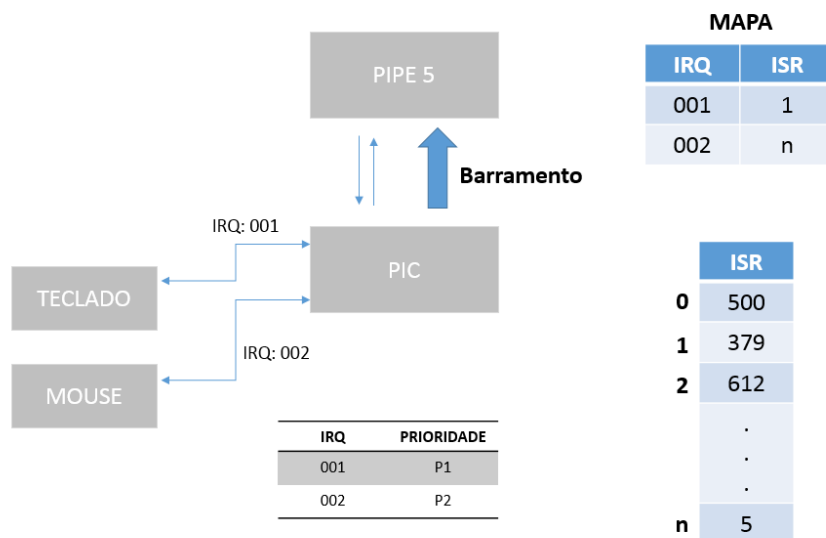 MAPA
IRQ ISR
001 1
002 n
PIPE 5
Barramento
IRQ: 001
PIC
TECLADO
IRQ: 002
MOUSE
IRQ PRIORIDADE
001 P1
002 P2
ISR
0 500
1 379
2 612
.
.
.
n 5